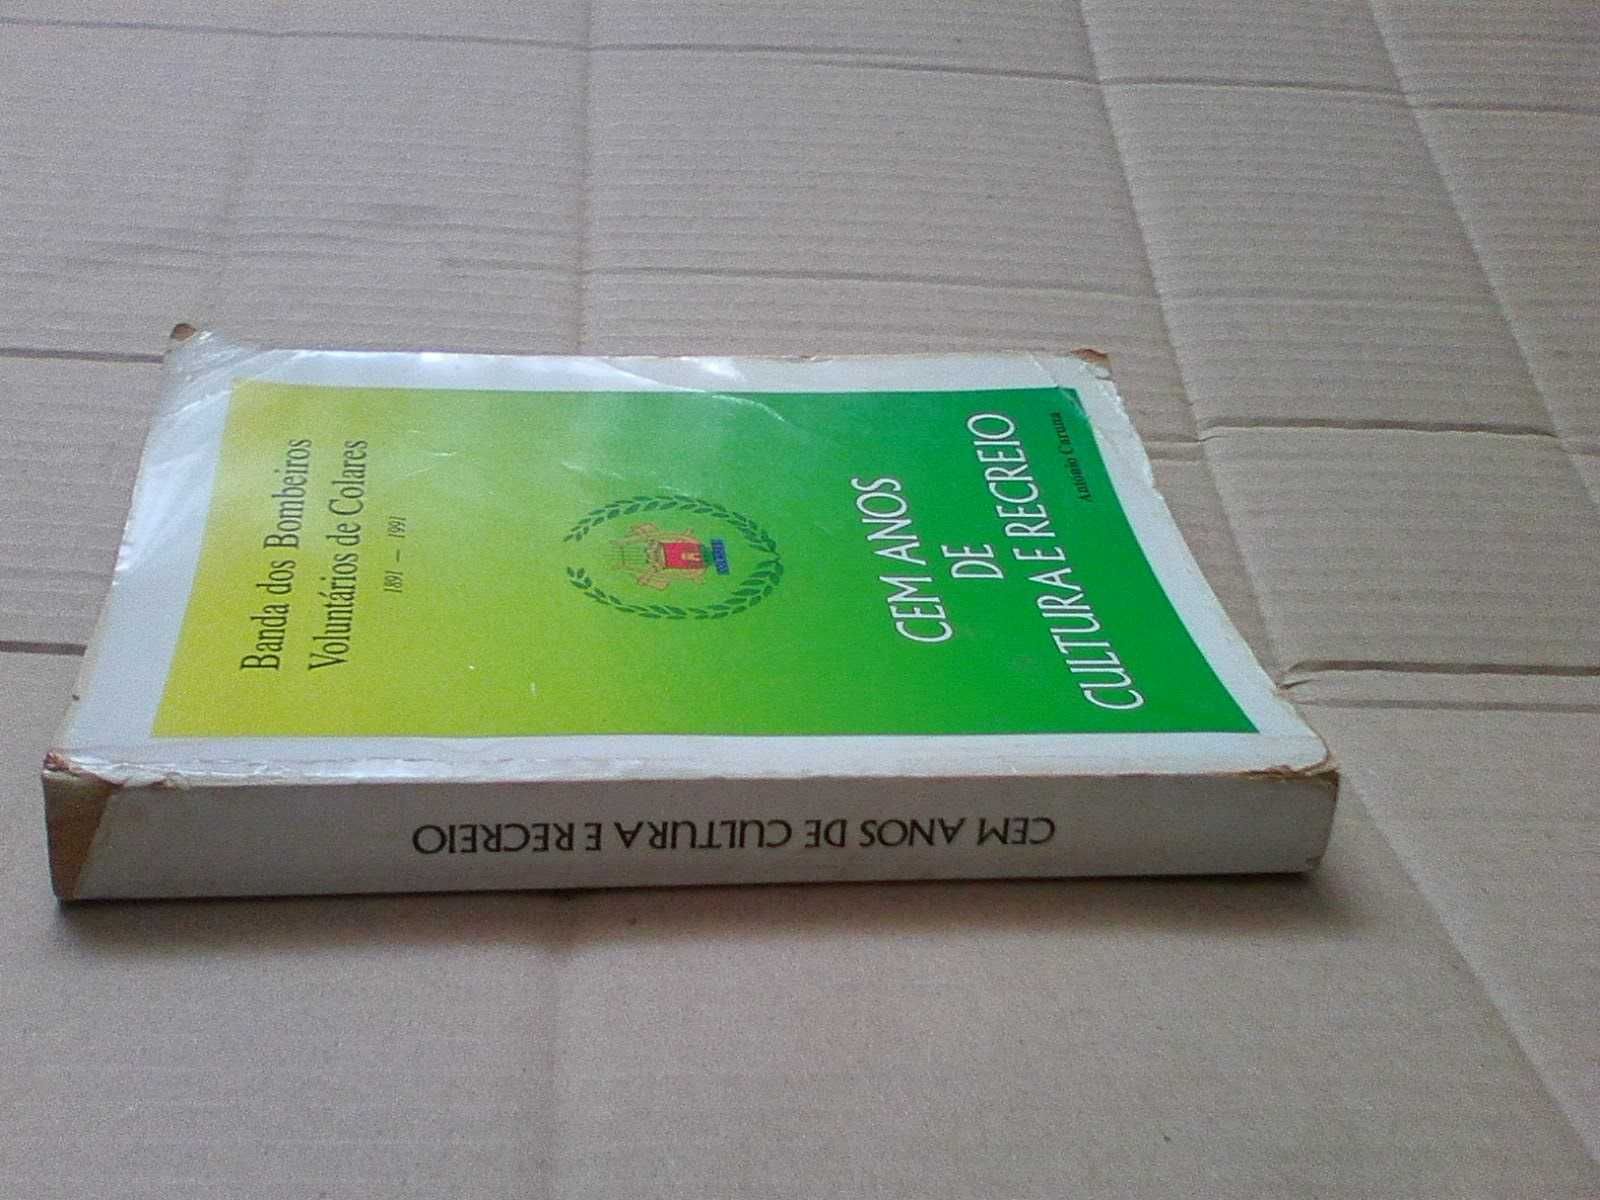 Banda dos Bombeiros
Voluntários de Colares
1891 – 1991
CEM ANOS
DE
CULTURA E RECREIO
Antonio Caruna
CEM ANOS DE CULTURA E RECREIO